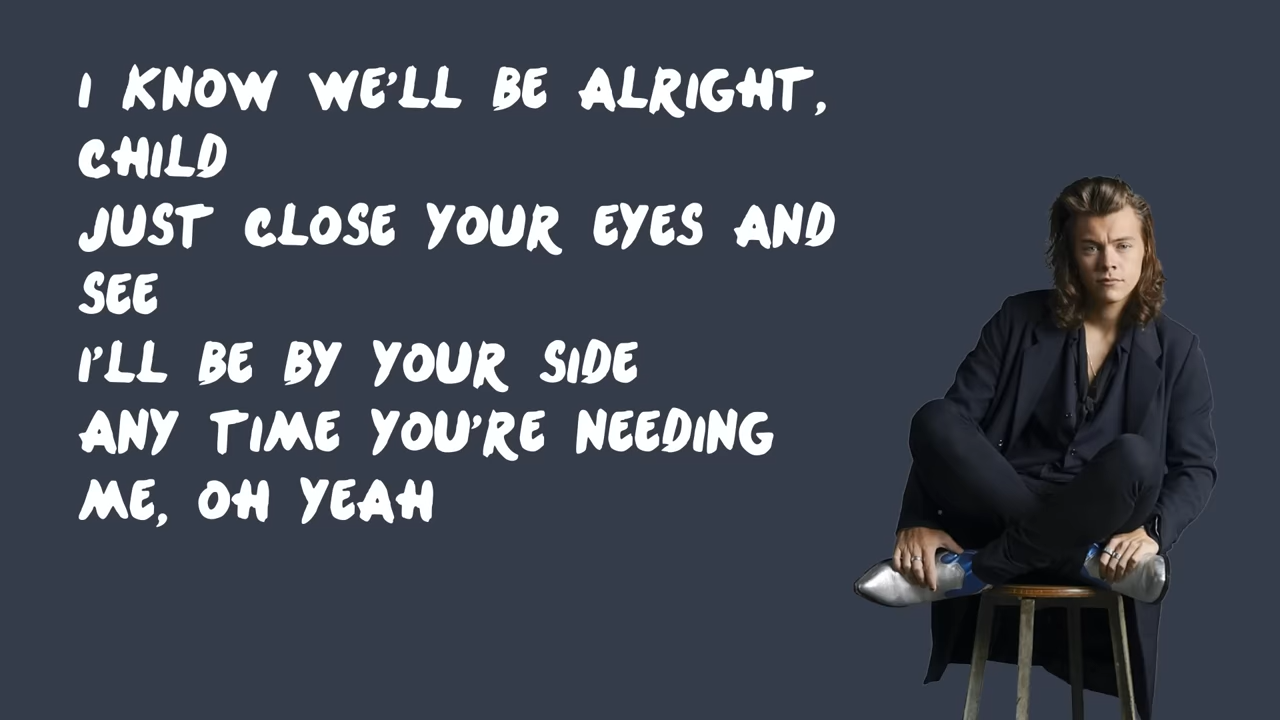 I KNOW WE'LL BE ALRIGHT,
CHILD
JUST CLOSE YOUR EYES AND
SEE
I'LL BE BY YOUR SIDE
ANY TIME YOU'RE NEEDING
ME, OH YEAH